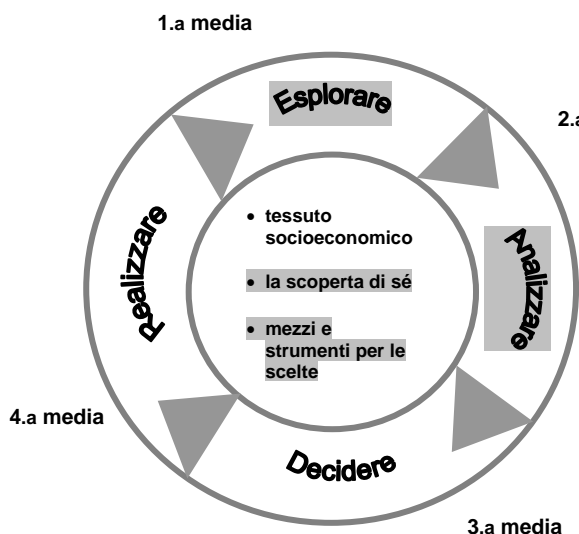 1.a media
Esplorare
2.a
• tessuto
socioeconomico
• la scoperta di sé
• mezzi e
strumenti per le
scelte
Analizzare
Realizzare
4.a media
Decidere
3.a media